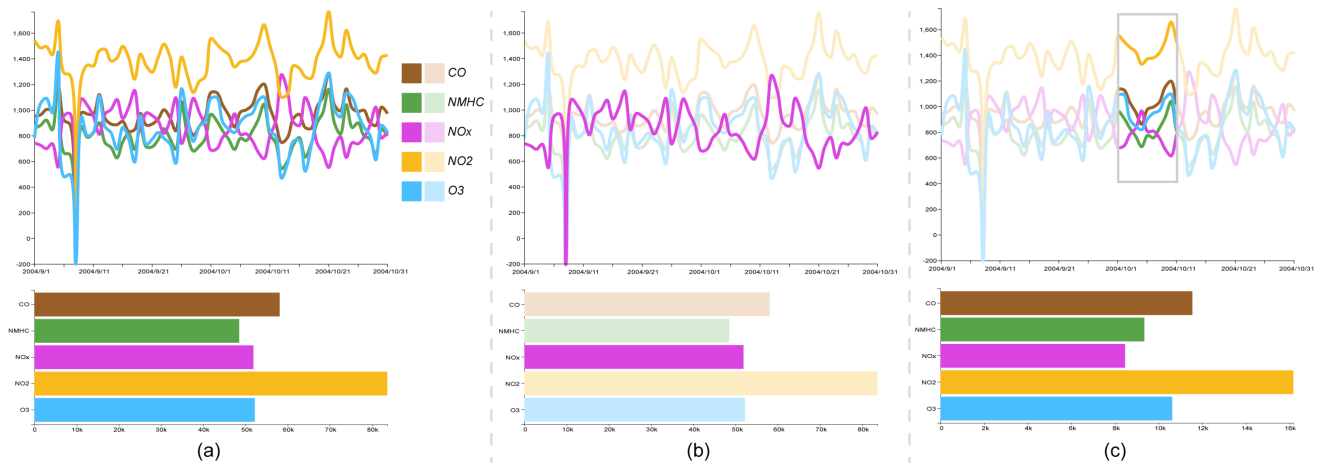 1,600
1,400
1,200
1,000
800
600
400
200
0
-200
2004/9/1 2004/9/11 2004/9/21 2004/10/1 2004/10/11 2004/10/21 2004/10/31
CO
NMHC
NOx
NO2
O3
CO
NMHC
NOx
NO2
O3
0 10k 20k 30k 40k 50k 60k 70k 80k
(a)
1,600
1,400
1,200
1,000
800
600
400
200
0
-200
2004/9/1 2004/9/11 2004/9/21 2004/10/1 2004/10/11 2004/10/21 2004/10/31
CO
NMHC
NOx
NO2
O3
0 10k 20k 30k 40k 50k 60k 70k 80k
(b)
1,600
1,400
1,200
1,000
800
600
400
200
0
-200
2004/9/1 2004/9/11 2004/9/21 2004/10/1 2004/10/11 2004/10/21 2004/10/31
CO
NMHC
NOx
NO2
O3
0 2k 4k 6k 8k 10k 12k 14k 16k
(c)